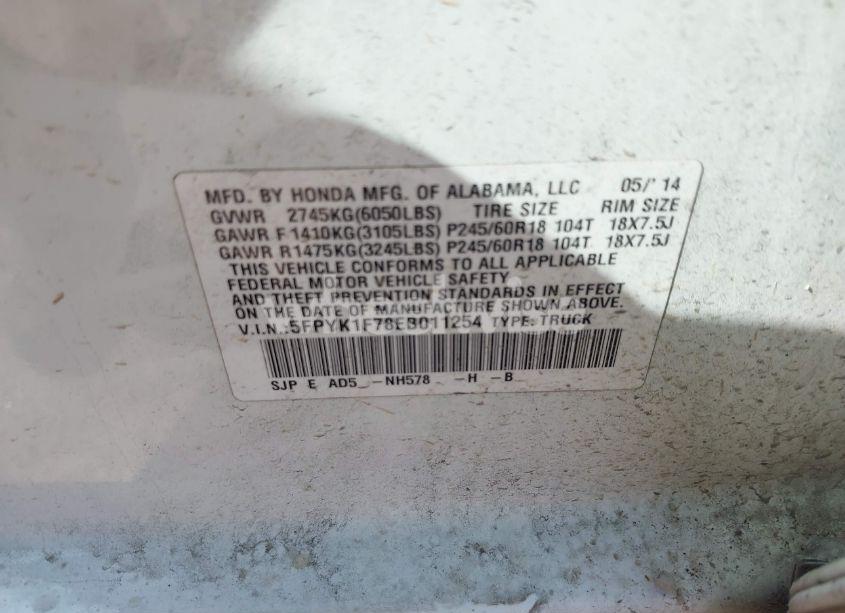 MFD. BY HONDA MFG. OF ALABAMA, LLC 05/'14
GVWR 2745KG(6050LBS) TIRE SIZE RIM SIZE
GAWR F1410KG(3105LBS) P245/60R18 104T 18X7.5J
GAWR R1475KG(3245LBS) P245/60R18 104T 18X7.5J
THIS VEHICLE CONFORMS TO ALL APPLICABLE
FEDERAL MOTOR VEHICLE SAFETY
AND THEFT PREVENTION STANDARDS IN EFFECT
ON THE DATE OF MANUFACTURE SHOWN ABOVE.
V.I.N.:5FPYK1F78EB011254 TYPE: TRUCK
SJP E AD5 -NH578 -H -B